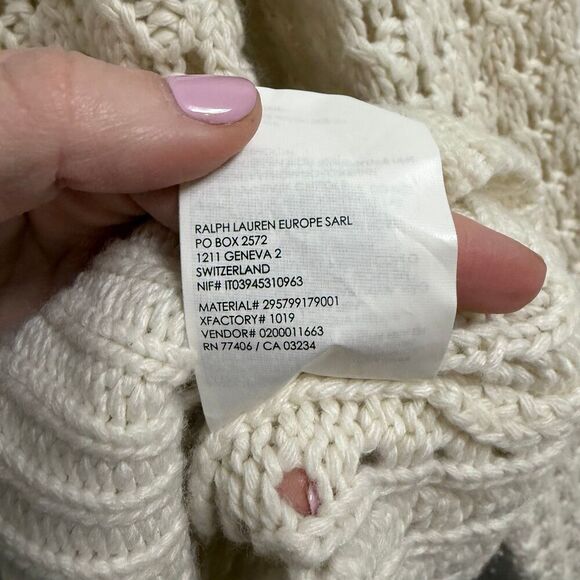 RALPH LAUREN EUROPE SARL
PO BOX 2572
1211 GENEVA 2
SWITZERLAND
NIF# IT03945310963
MATERIAL# 295799179001
XFACTORY# 1019
VENDOR# 0200011663
RN 77406 / CA 03234